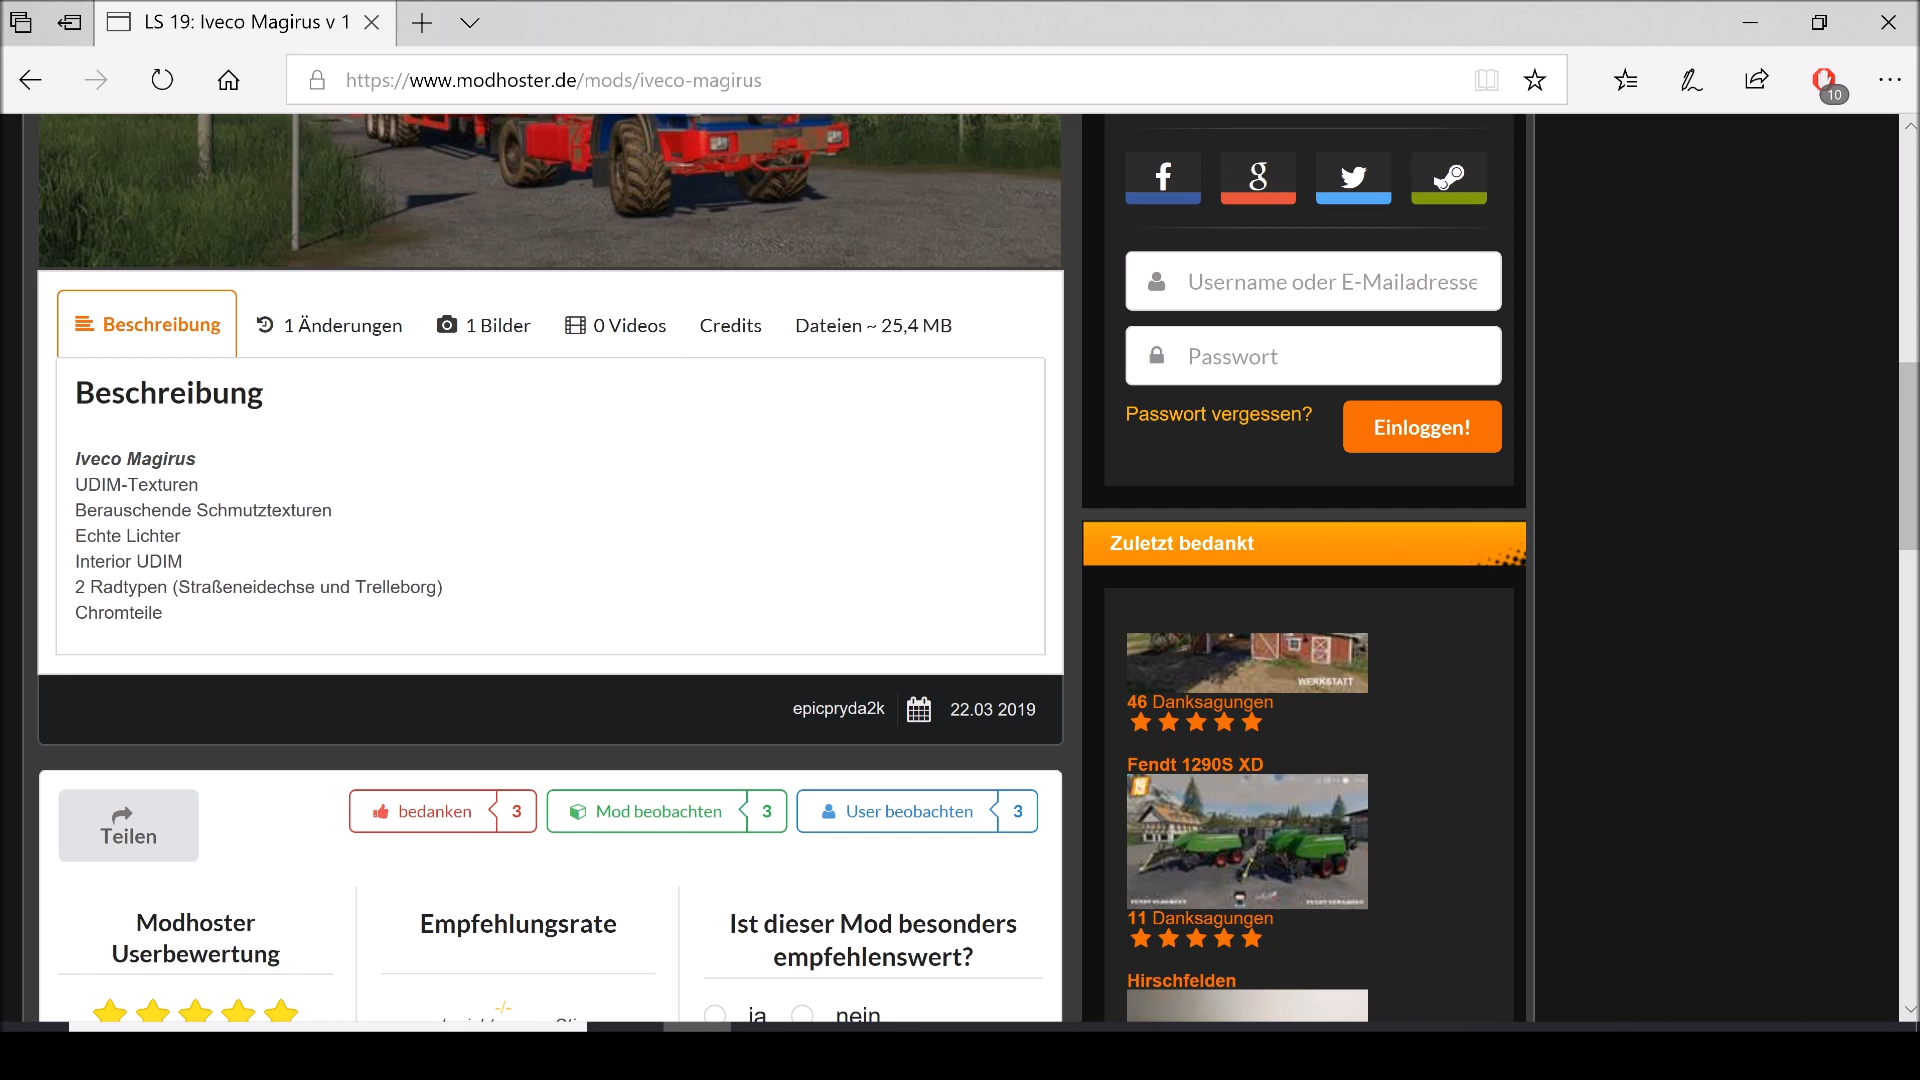 LS 19: Iveco Magirus v 1
https://www.modhoster.de/mods/iveco-magirus
10
Beschreibung
1 Änderungen
1 Bilder
0 Videos
Credits
Dateien ~ 25,4 MB
Beschreibung
Iveco Magirus
UDIM-Texturen
Berauschende Schmutztexturen
Echte Lichter
Interior UDIM
2 Radtypen (Straßeneidechse und Trelleborg)
Chromteile
epicpryda2k
22.03 2019
Teilen
bedanken 3
Mod beobachten 3
User beobachten 3
Modhoster
Userbewertung
Empfehlungsrate
-/-
Ist dieser Mod besonders
empfehlenswert?
ja
nein
Username oder E-Mailadresse
Passwort
Passwort vergessen?
Einloggen!
Zuletzt bedankt
WERKSTATT
46 Danksagungen
Fendt 1290S XD
11 Danksagungen
Hirschfelden